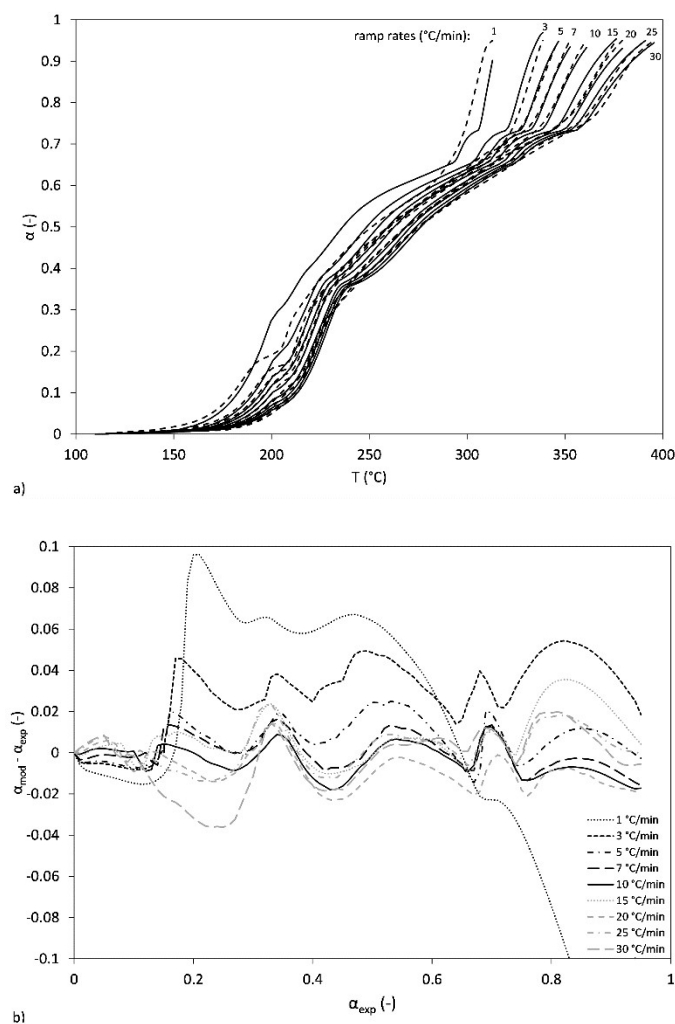 ramp rates (°C/min): 1 3 5 7 10 15 20 25
30
1
0.9
0.8
0.7
0.6
0.5
0.4
0.3
0.2
0.1
0
α (-)
100 150 200 250 300 350 400
T (°C)
a)
0.1
0.08
0.06
0.04
0.02
0
-0.02
-0.04
-0.06
-0.08
-0.1
αmod - αexp (-)
1 °C/min
3 °C/min
5 °C/min
7 °C/min
10 °C/min
15 °C/min
20 °C/min
25 °C/min
30 °C/min
0 0.2 0.4 0.6 0.8 1
αexp (-)
b)